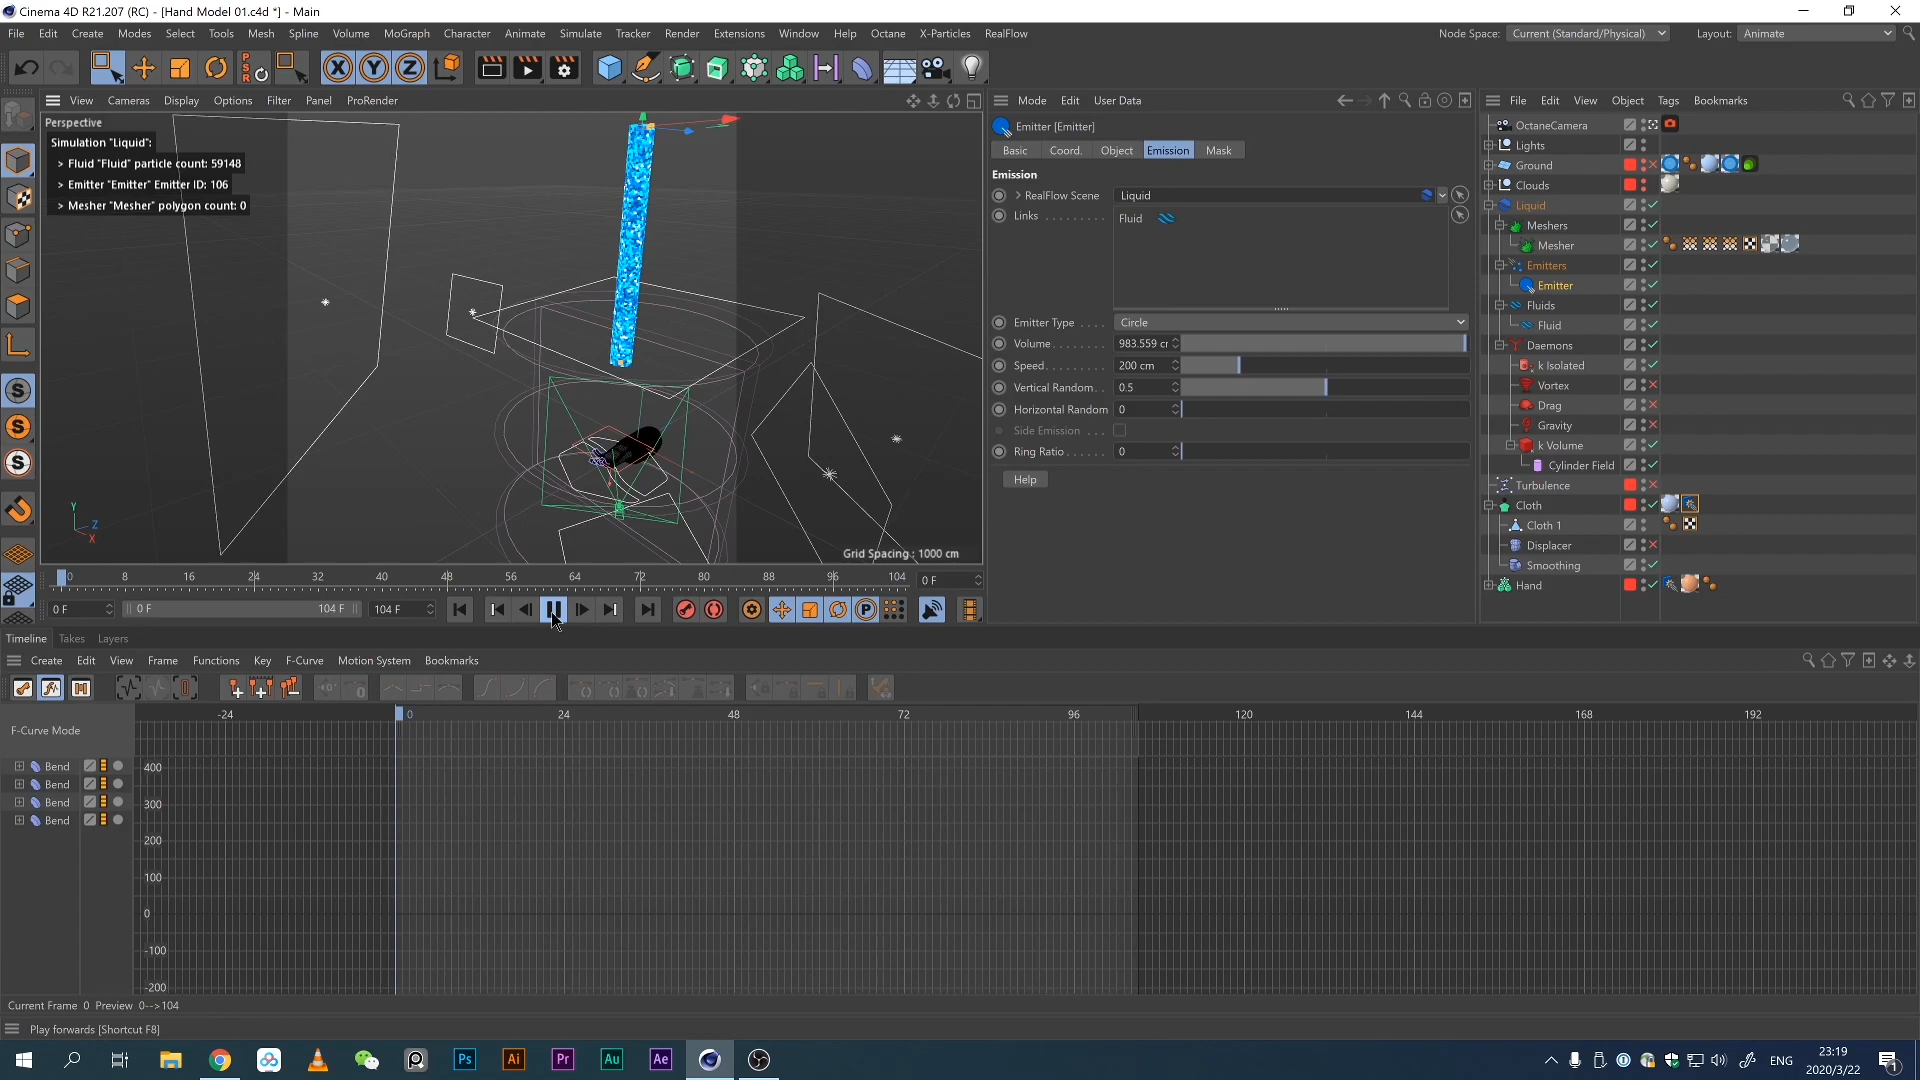 Cinema 4D R21.207 (RC) - [Hand Model 01.c4d *] - Main
File Edit Create Modes Select Tools Mesh Spline Volume MoGraph Character Animate Simulate Tracker Render Extensions Window Help Octane X-Particles RealFlow Node Space: Current (Standard/Physical) Layout: Animate
View Cameras Display Options Filter Panel ProRender
Perspective
Simulation "Liquid":
> Fluid "Fluid" particle count: 59148
> Emitter "Emitter" Emitter ID: 106
> Mesher "Mesher" polygon count: 0
Y
Z
X
Grid Spacing : 1000 cm
0 8 16 24 32 40 48 56 64 72 80 88 96 104 0 F
0 F 0 F 104 F 104 F
Mode Edit User Data
Emitter [Emitter]
Basic Coord. Object Emission Mask
Emission
> RealFlow Scene Liquid
Links . . . . . . . . Fluid
Emitter Type . . . . Circle
Volume. . . . . . . . 983.559 cr
Speed. . . . . . . . . 200 cm
Vertical Random. . 0.5
Horizontal Random 0
Side Emission . . .
Ring Ratio. . . . . . 0
Help
File Edit View Object Tags Bookmarks
OctaneCamera
Lights
Ground
Clouds
Liquid
Meshers
Mesher
Emitters
Emitter
Fluids
Fluid
Daemons
k Isolated
Vortex
Drag
Gravity
k Volume
Cylinder Field
Turbulence
Cloth
Cloth 1
Displacer
Smoothing
Hand
Timeline Takes Layers
Create Edit View Frame Functions Key F-Curve Motion System Bookmarks
-24 0 24 48 72 96 120 144 168 192
F-Curve Mode
Bend
Bend
Bend
Bend
400
300
200
100
0
-100
-200
Current Frame 0 Preview 0-->104
Play forwards [Shortcut F8]
Ps Ai Pr Au Ae
ENG
23:19
2020/3/22
1